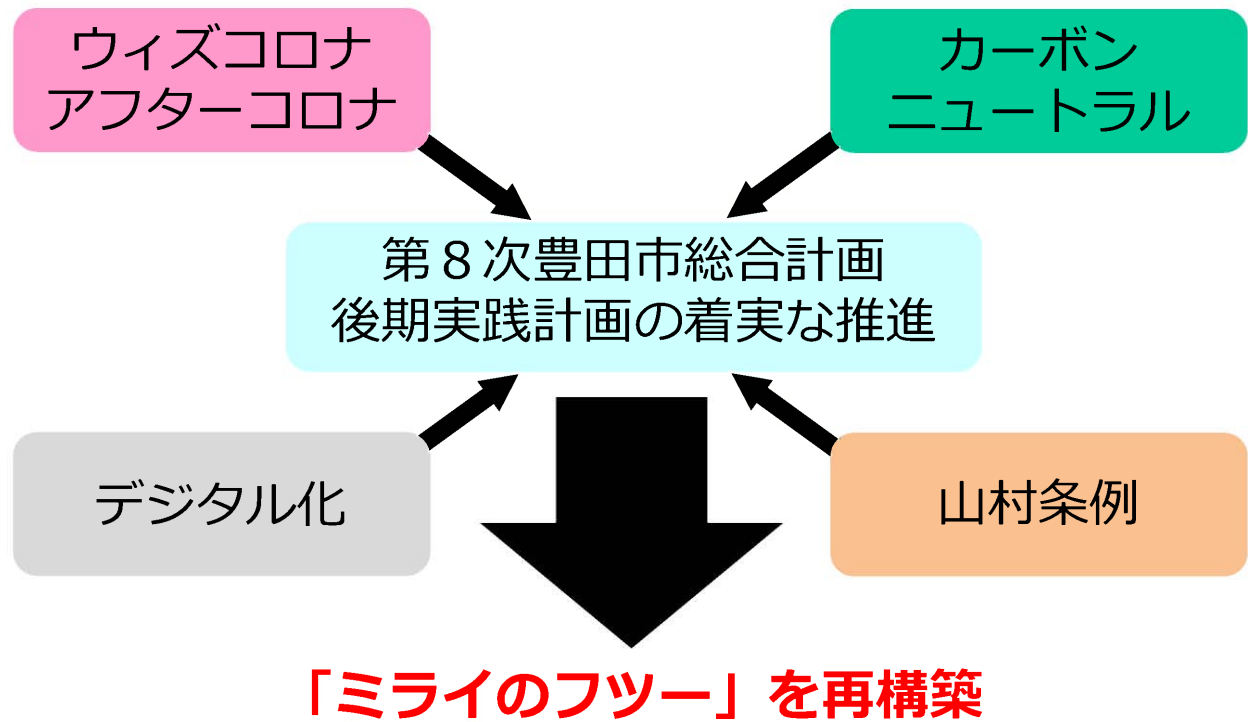 ウィズコロナ
アフターコロナ
カーボン
ニュートラル
第８次豊田市総合計画
後期実践計画の着実な推進
デジタル化
山村条例
「ミライのフツー」を再構築